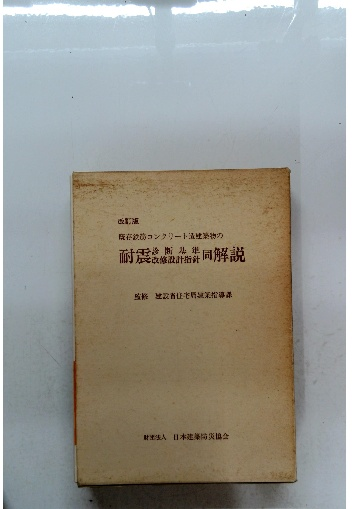 改訂版
既存鉄筋コンクリート造建築物の
耐震診断基準改修設計指針同解説
監修 建設省住宅局建築指導課
財団法人 日本建築防災協会